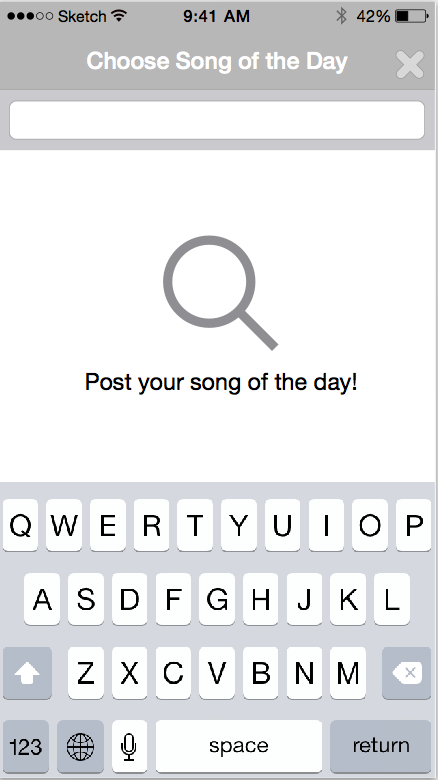 Sketch 9:41 AM 42%
Choose Song of the Day
Post your song of the day!
Q W E R T Y U I O P
A S D F G H J K L
Z X C V B N M
123 space return